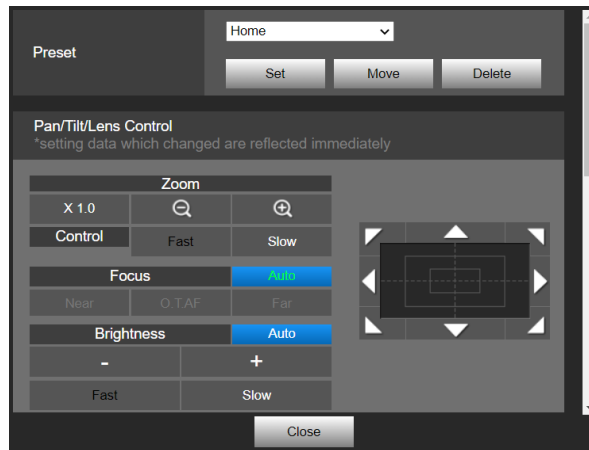 Home
Preset
Set Move Delete
Pan/Tilt/Lens Control
*setting data which changed are reflected immediately
Zoom
X 1.0
Control Fast Slow
Focus Auto
Near O.T.AF Far
Brightness Auto
- +
Fast Slow
Close